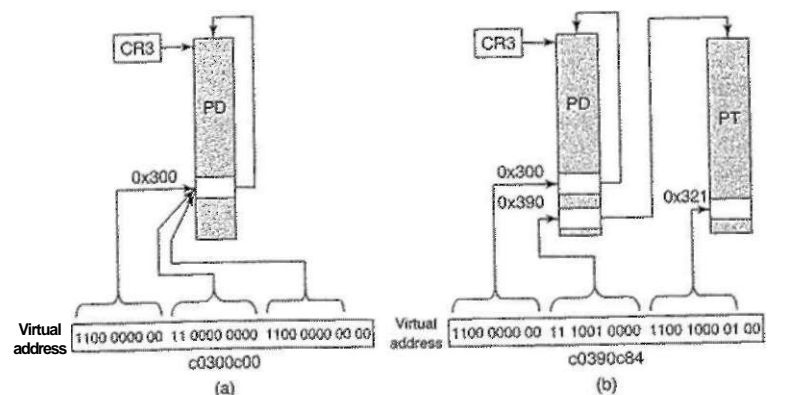 CR3
PD
0x300
Virtual address
1100 0000 00 11 0000 0000 1100 0000 00 00
c0300c00
(a)
CR3
PD
PT
0x300
0x390
0x321
Virtual address
1100 0000 00 11 1001 0000 1100 1000 01 00
c0390c84
(b)